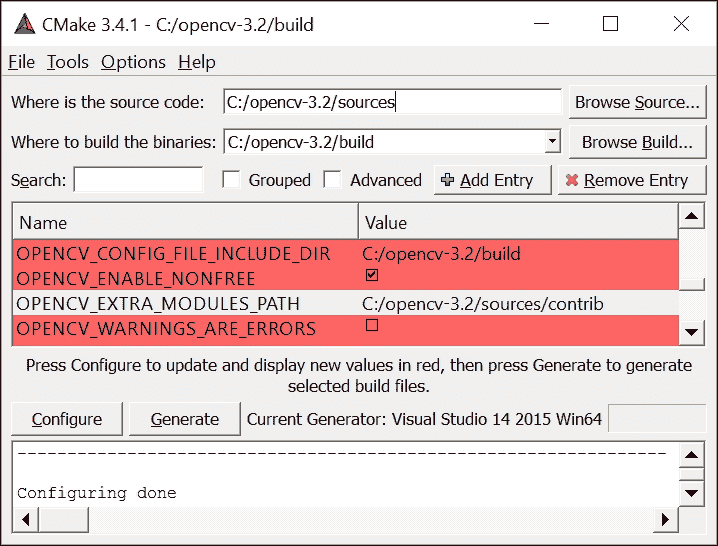 CMake 3.4.1 - C:/opencv-3.2/build
File Tools Options Help
Where is the source code: C:/opencv-3.2/sources Browse Source...
Where to build the binaries: C:/opencv-3.2/build Browse Build...
Search: Grouped Advanced Add Entry Remove Entry
Name Value
OPENCV_CONFIG_FILE_INCLUDE_DIR C:/opencv-3.2/build
OPENCV_ENABLE_NONFREE
OPENCV_EXTRA_MODULES_PATH C:/opencv-3.2/sources/contrib
OPENCV_WARNINGS_ARE_ERRORS
Press Configure to update and display new values in red, then press Generate to generate
selected build files.
Configure Generate Current Generator: Visual Studio 14 2015 Win64
-----------------------------------------------------------------
Configuring done